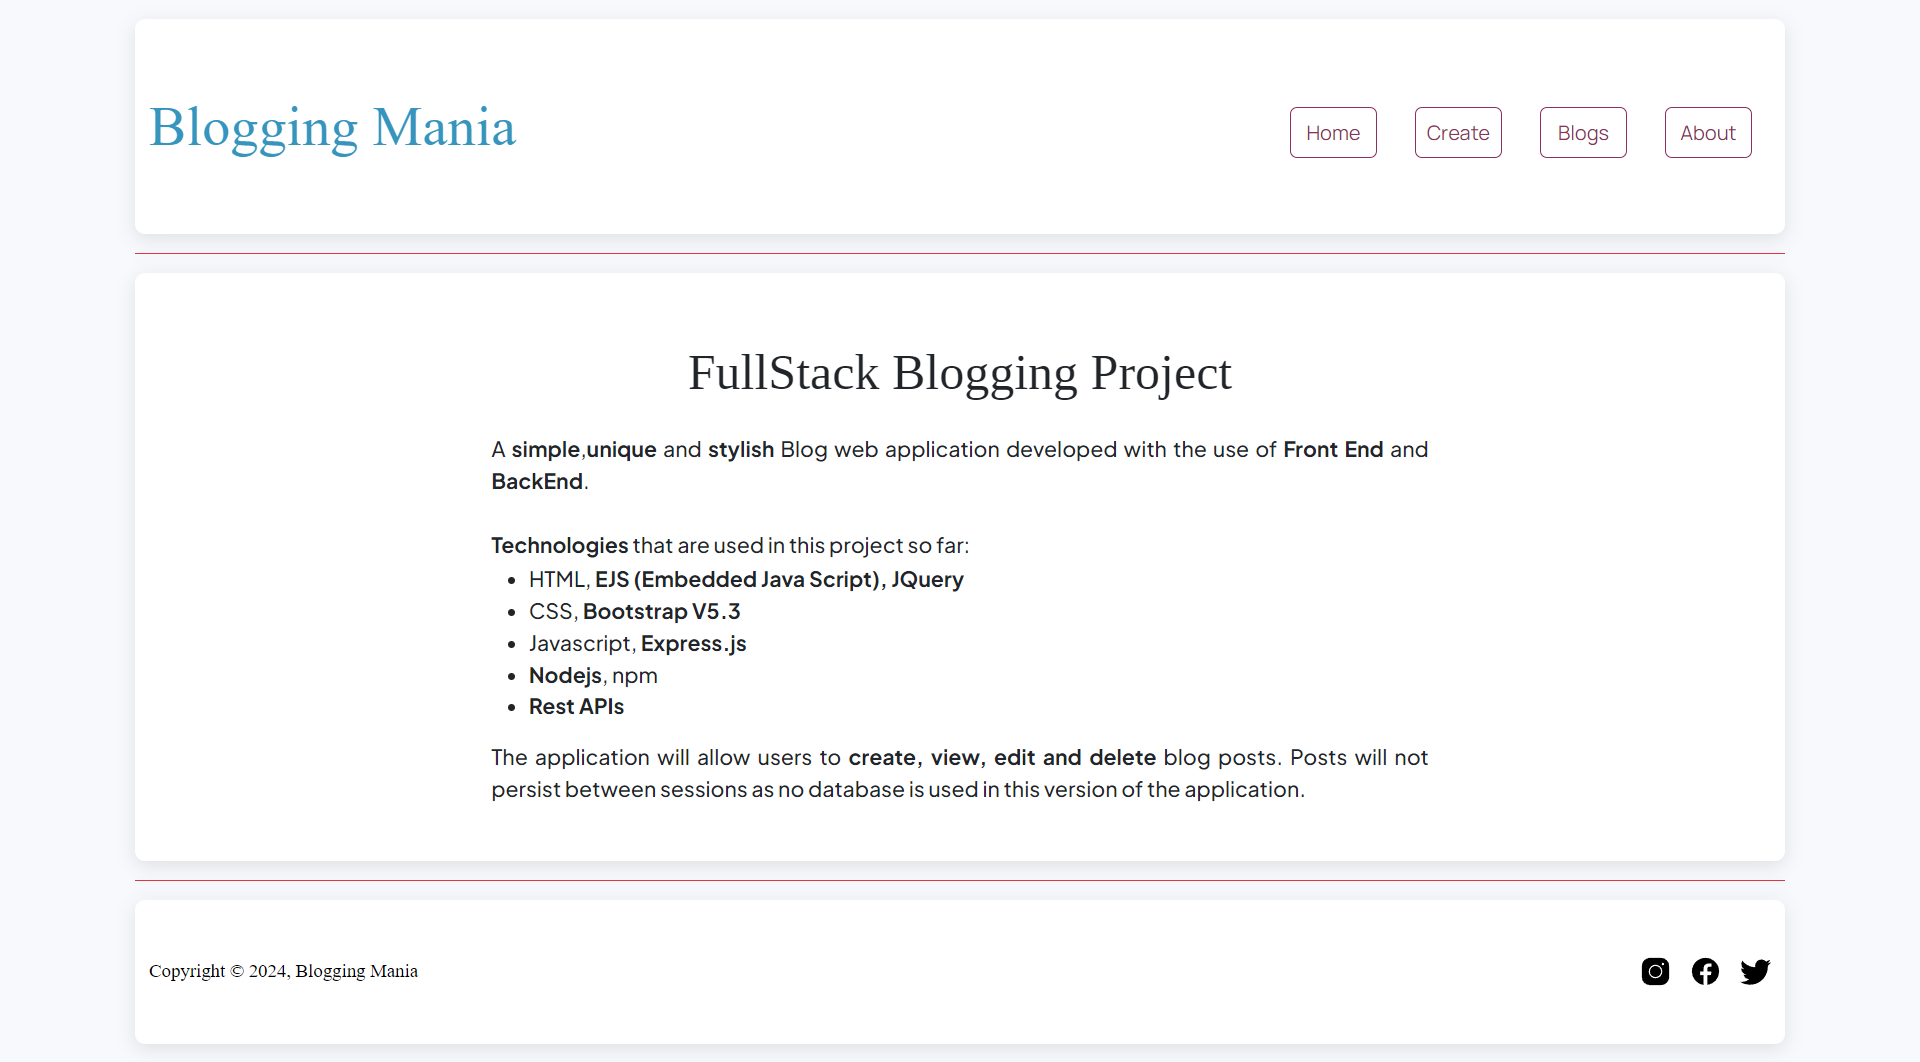 Blogging Mania
Home
Create
Blogs
About
FullStack Blogging Project
A simple,unique and stylish Blog web application developed with the use of Front End and
BackEnd.
Technologies that are used in this project so far:
• HTML, EJS (Embedded Java Script), JQuery
• CSS, Bootstrap V5.3
• Javascript, Express.js
• Nodejs, npm
• Rest APIs
The application will allow users to create, view, edit and delete blog posts. Posts will not
persist between sessions as no database is used in this version of the application.
Copyright © 2024, Blogging Mania